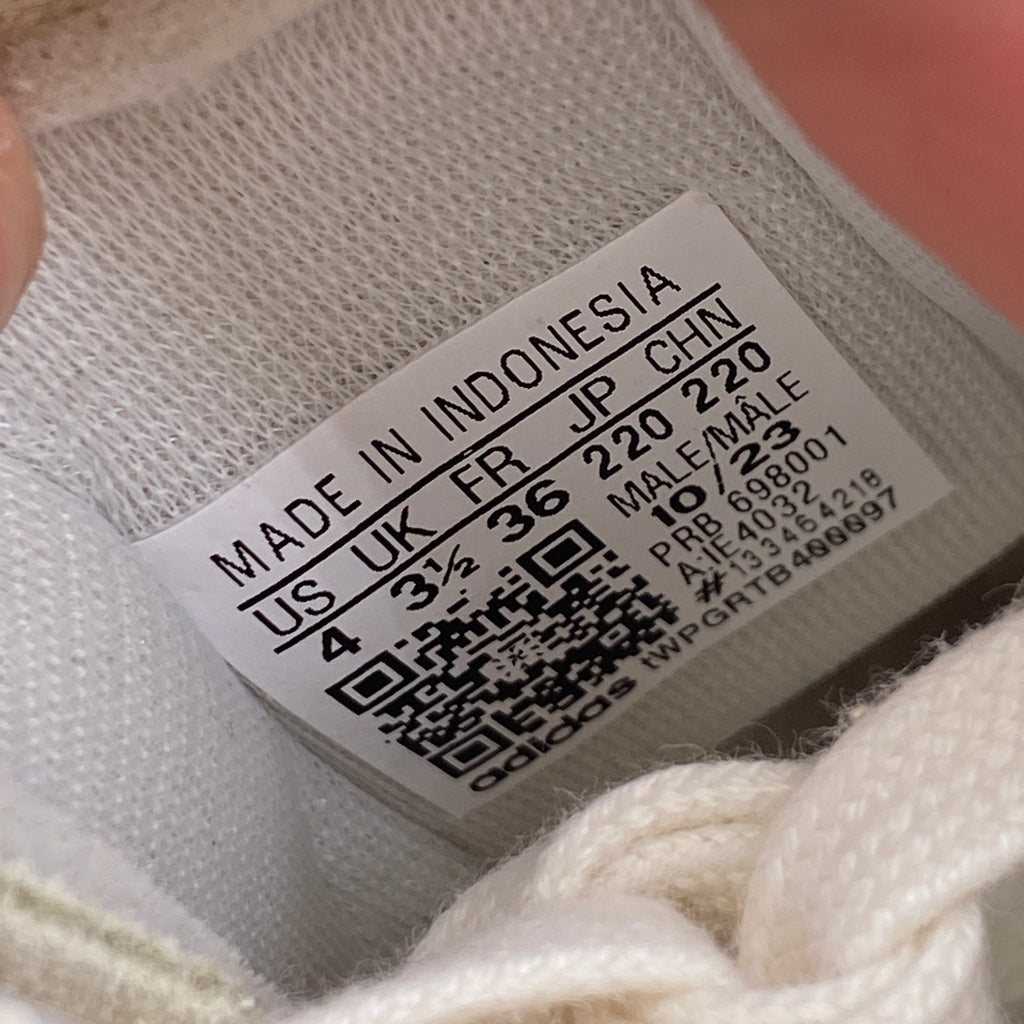 MADE IN INDONESIA
US UK FR JP CHN
4 3½ 36 220 220
MALE/MÂLE
10/23
PRB 698001
A:IE4032
#133464218
tWPGRTB400097
adidas